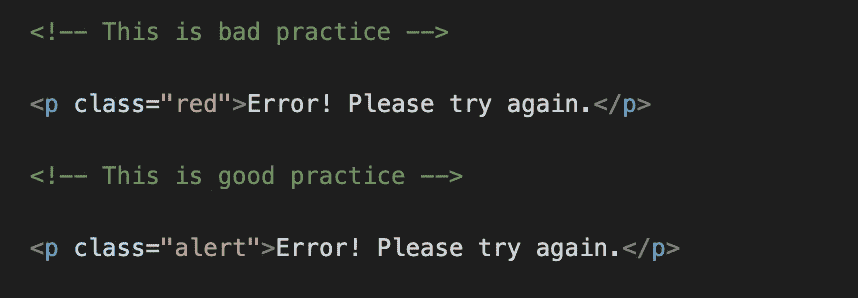 <!-- This is bad practice -->
<p class="red">Error! Please try again.</p>
<!-- This is good practice -->
<p class="alert">Error! Please try again.</p>